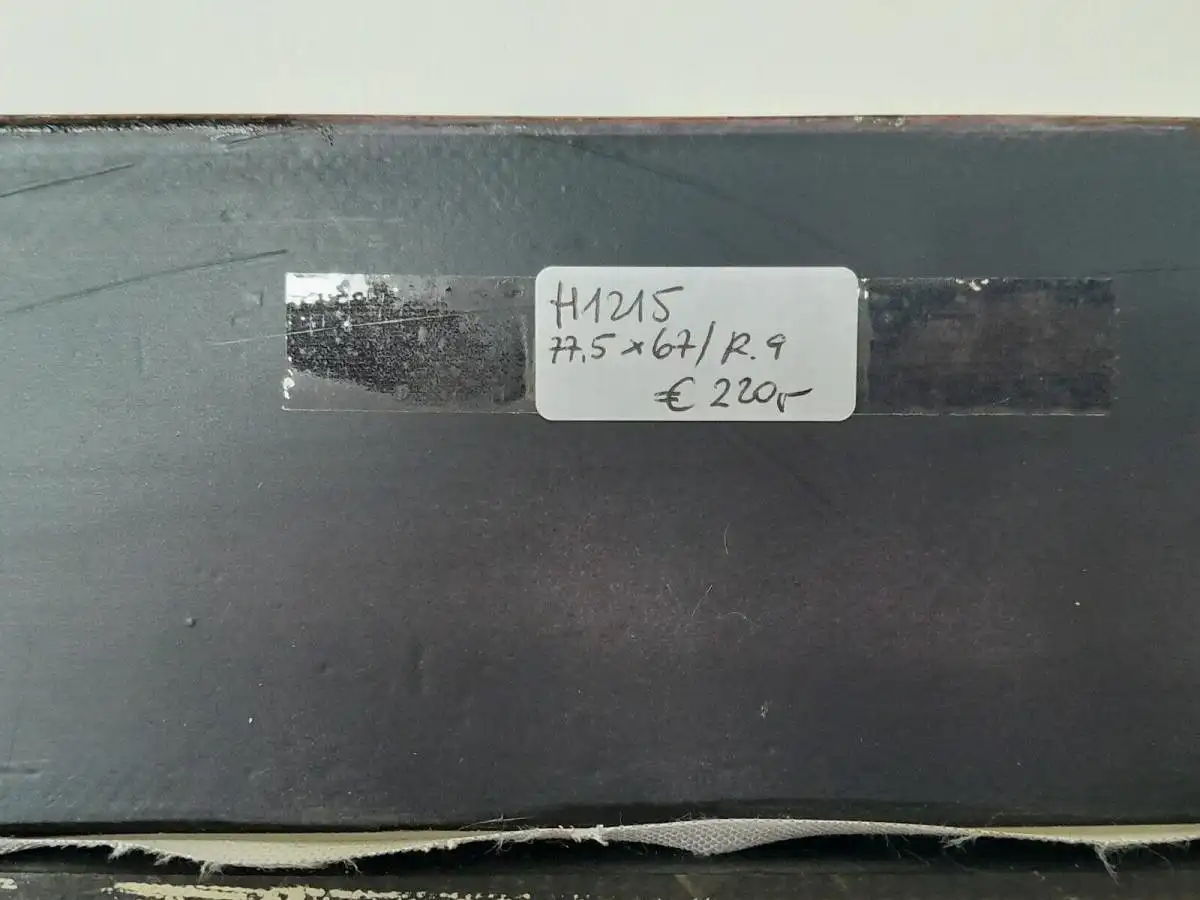 H1215
77,5 x 67 / R. 9
€ 220,-